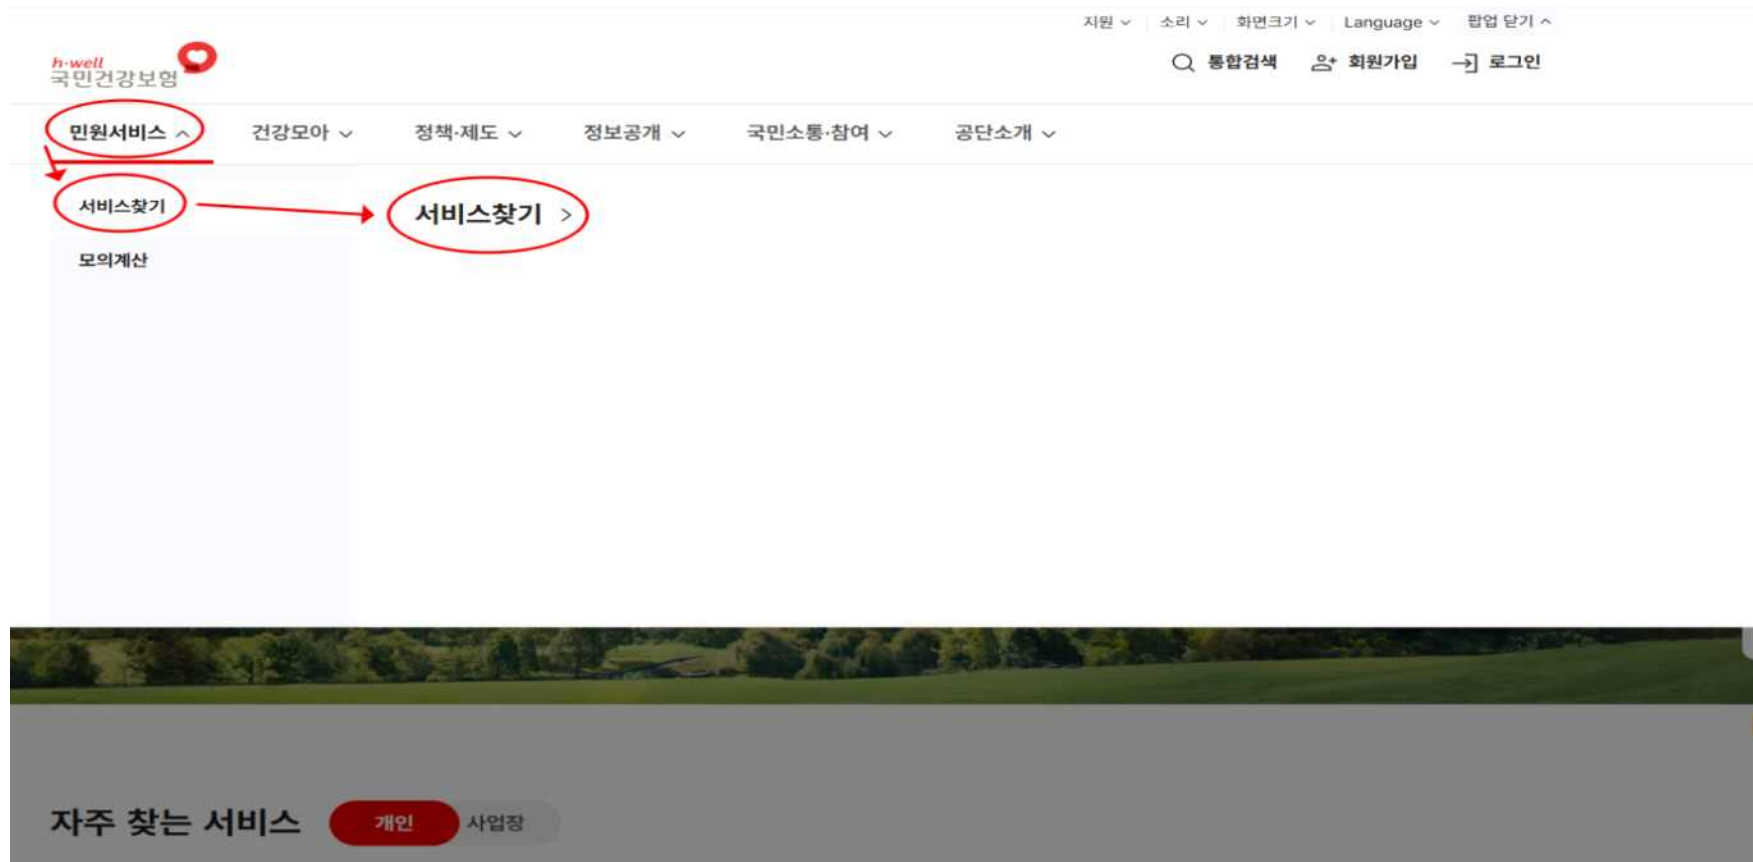 지원 소리 화면크기 Language 팝업 닫기
h·well
국민건강보험
통합검색 회원가입 로그인
민원서비스 건강모아 정책·제도 정보공개 국민소통·참여 공단소개
서비스찾기
서비스찾기 >
모의계산
자주 찾는 서비스 개인 사업장